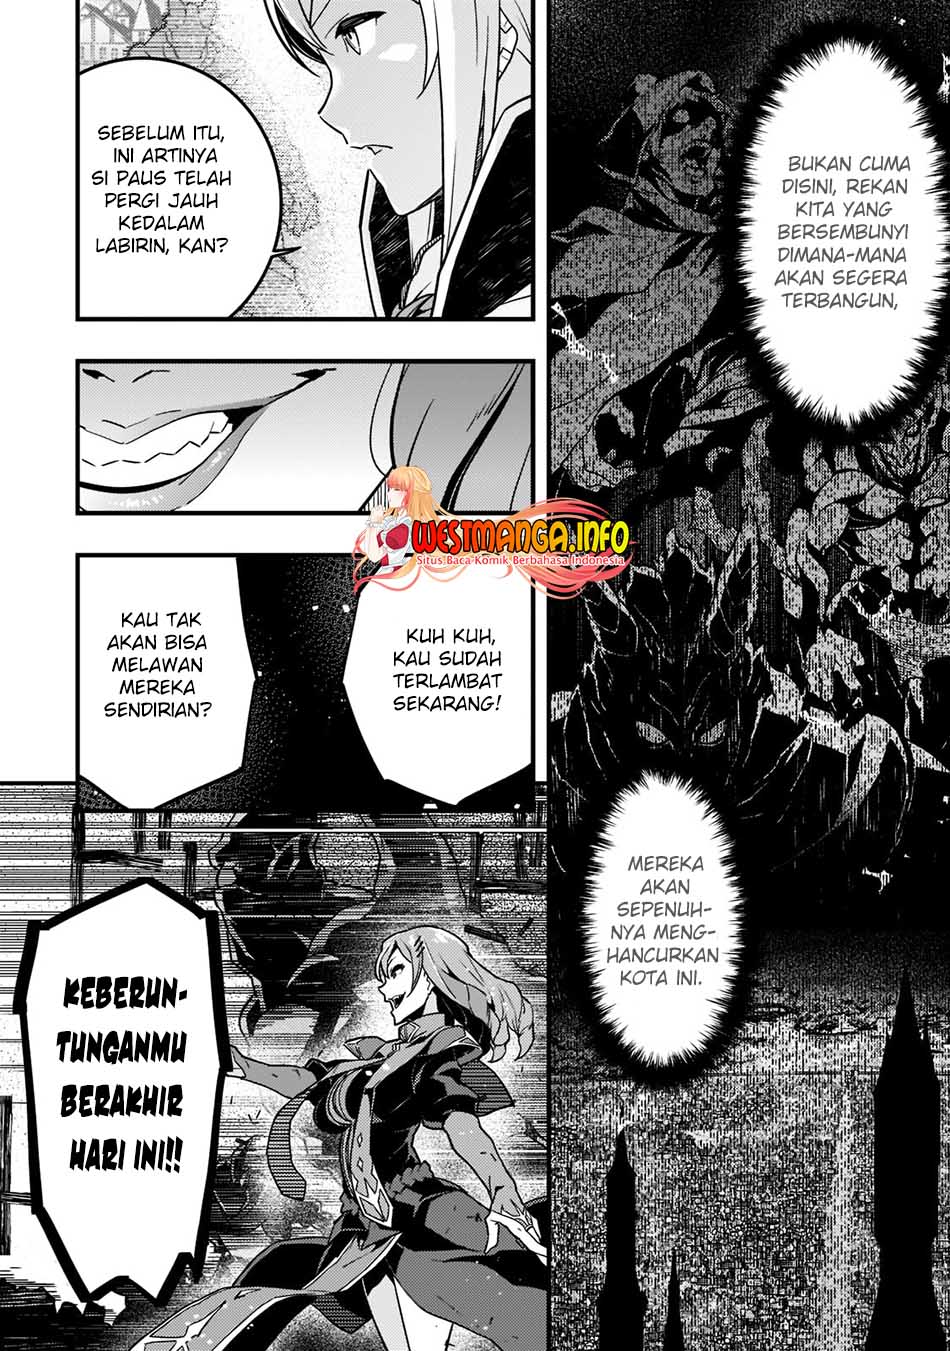 BUKAN CUMA
DISINI, REKAN
KITA YANG
BERSEMBUNYI
DIMANA-MANA
AKAN SEGERA
TERBANGUN,
MEREKA
AKAN
SEPENUH-
NYA MENG-
HANCURKAN
KOTA INI.
SEBELUM ITU,
INI ARTINYA
SI PAUS TELAH
PERGI JAUH
KEDALAM
LABIRIN, KAN?
WESTMANGA.INFO
Situs Baca Komik Berbahasa Indonesia
KUH KUH,
KAU SUDAH
TERLAMBAT
SEKARANG!
KAU TAK
AKAN BISA
MELAWAN
MEREKA
SENDIRIAN?
KEBERUN-
TUNGANMU
BERAKHIR
HARI INI!!